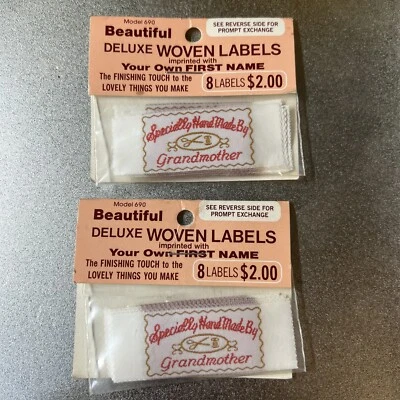 Model 690
Beautiful
SEE REVERSE SIDE FOR
PROMPT EXCHANGE
DELUXE WOVEN LABELS
imprinted with
Your Own FIRST NAME
The FINISHING TOUCH to the
LOVELY THINGS YOU MAKE
8 LABELS $2.00
Specially Hand Made By
Grandmother
Model 690
Beautiful
SEE REVERSE SIDE FOR
PROMPT EXCHANGE
DELUXE WOVEN LABELS
imprinted with
Your Own FIRST NAME
The FINISHING TOUCH to the
LOVELY THINGS YOU MAKE
8 LABELS $2.00
Specially Hand Made By
Grandmother